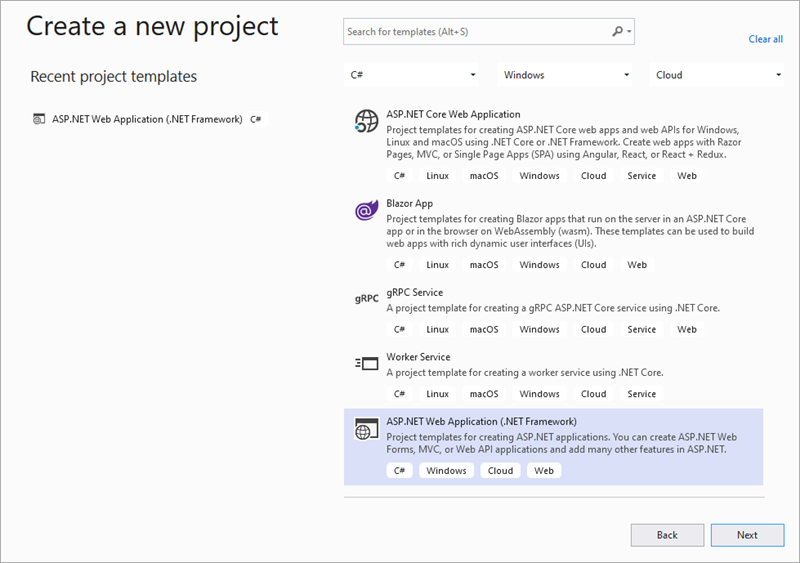 Create a new project
Search for templates (Alt+S)
Clear all
Recent project templates
C#
Windows
Cloud
ASP.NET Web Application (.NET Framework) C#
ASP.NET Core Web Application
Project templates for creating ASP.NET Core web apps and web APIs for Windows,
Linux and macOS using .NET Core or .NET Framework. Create web apps with Razor
Pages, MVC, or Single Page Apps (SPA) using Angular, React, or React + Redux.
C# Linux macOS Windows Cloud Service Web
Blazor App
Project templates for creating Blazor apps that run on the server in an ASP.NET Core
app or in the browser on WebAssembly (wasm). These templates can be used to build
web apps with rich dynamic user interfaces (UIs).
C# Linux macOS Windows Cloud Web
gRPC
gRPC Service
A project template for creating a gRPC ASP.NET Core service using .NET Core.
C# Linux macOS Windows Cloud Service Web
Worker Service
A project template for creating a worker service using .NET Core.
C# Linux macOS Windows Cloud Service
ASP.NET Web Application (.NET Framework)
Project templates for creating ASP.NET applications. You can create ASP.NET Web
Forms, MVC, or Web API applications and add many other features in ASP.NET.
C# Windows Cloud Web
Back
Next